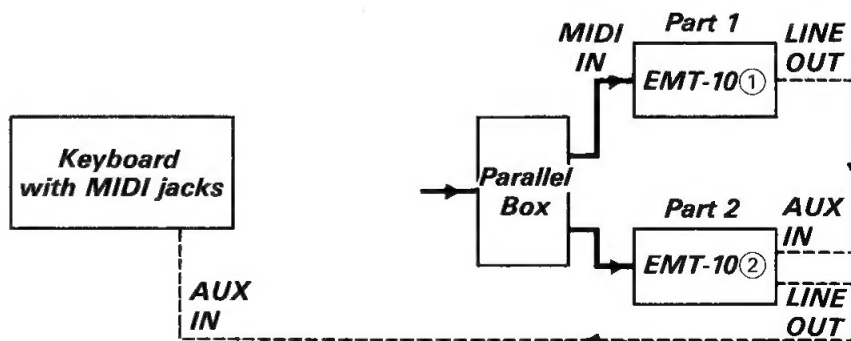 Part 1
MIDI
IN
LINE
OUT
EMT-10①
Keyboard
with MIDI jacks
Parallel
Box
Part 2
AUX
IN
EMT-10②
LINE
OUT
AUX
IN